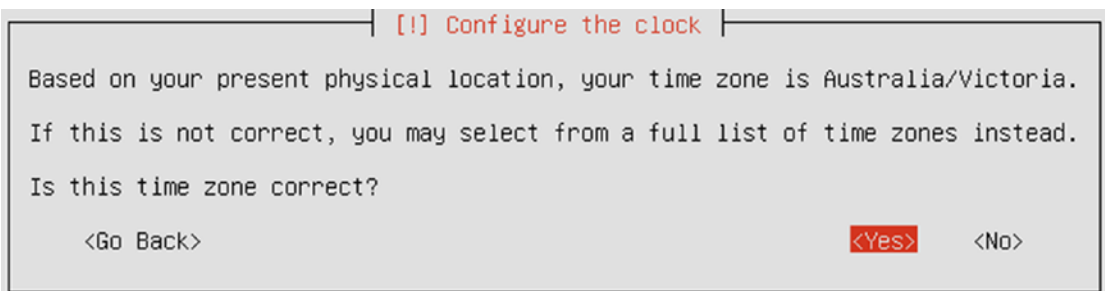 [!] Configure the clock
Based on your present physical location, your time zone is Australia/Victoria.
If this is not correct, you may select from a full list of time zones instead.
Is this time zone correct?
<Go Back> <Yes> <No>